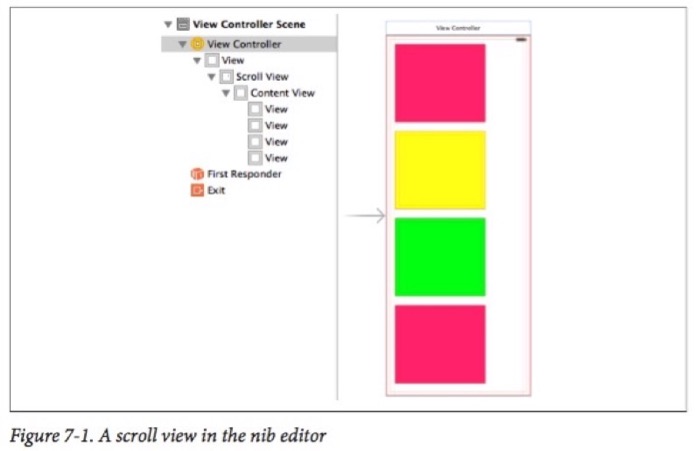 View Controller Scene
View Controller
View
Scroll View
Content View
View
View
View
View
First Responder
Exit
View Controller
Figure 7-1. A scroll view in the nib editor